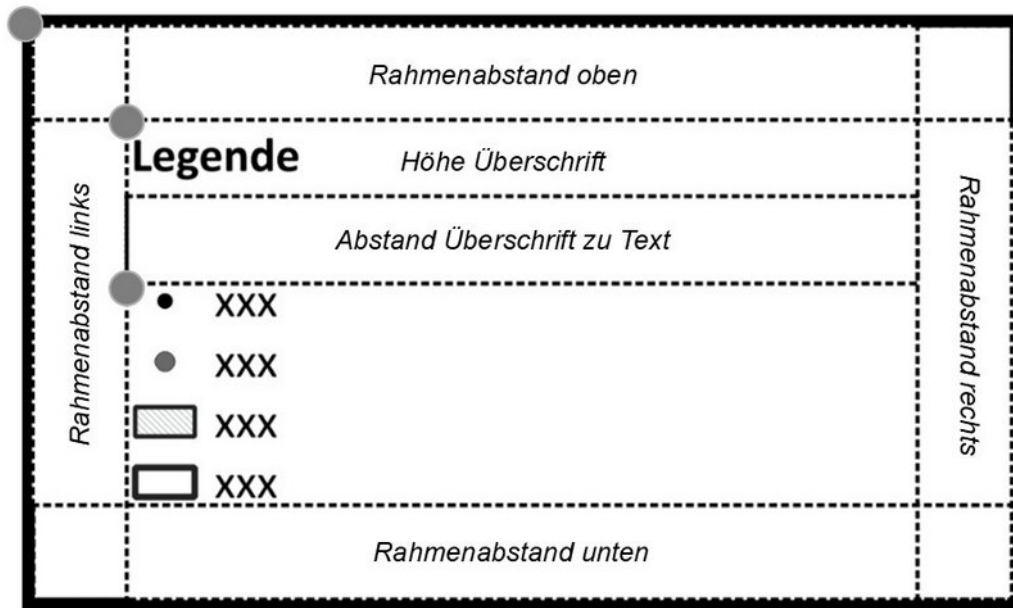 Rahmenabstand oben
Legende
Höhe Überschrift
Rahmenabstand links
Abstand Überschrift zu Text
Rahmenabstand rechts
xxx
xxx
xxx
xxx
Rahmenabstand unten